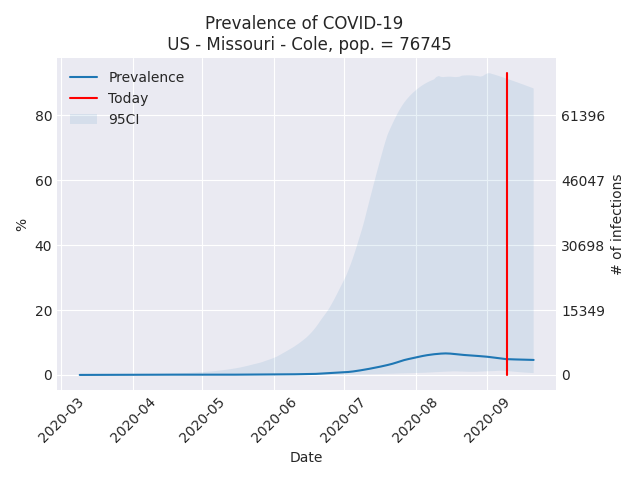 Prevalence of COVID-19
US - Missouri - Cole, pop. = 76745
Prevalence
Today
95CI
80
60
40
20
0
%
61396
46047
30698
15349
0
# of infections
2020-03
2020-04
2020-05
2020-06
2020-07
2020-08
2020-09
Date